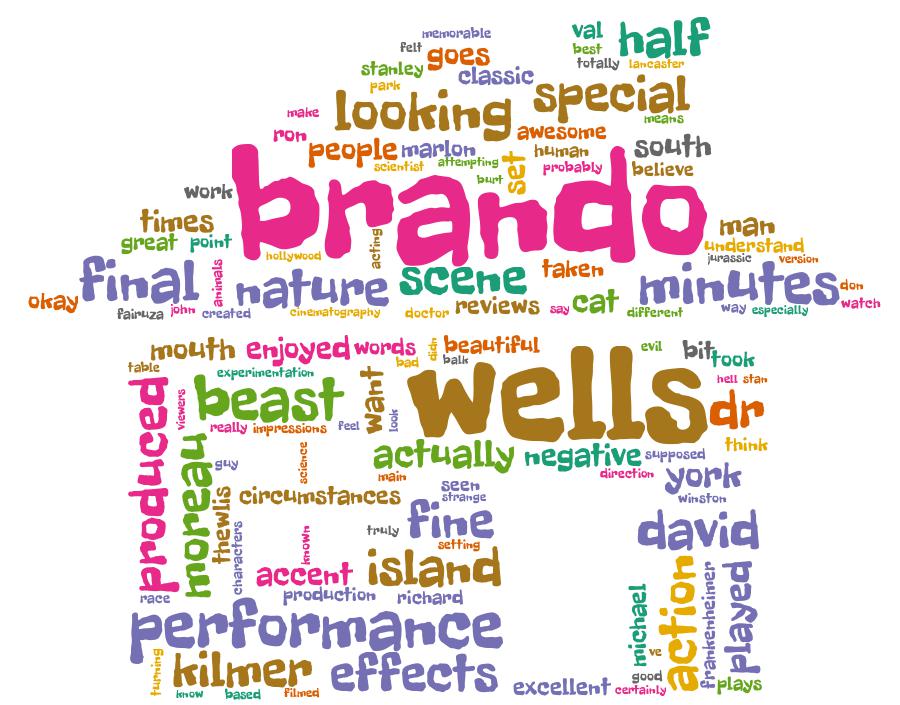 memorable
val
half
felt
goes
best
stanley
classic
totally
lancaster
park
looking
special
make
means
ron
awesome
people
marlon
human
south
scientist
attempting
set
probably
believe
burt
work
brando
times
man
great
point
understand
hollywood
acting
jurassic
version
final
animals
nature
scene
taken
minutes
don
okay
fairuza
john
created
cinematography
doctor
reviews
say
cat
different
way
especially
watch
mouth
enjoyed
words
didn
beautiful
evil
bit
took
table
bad
balk
experimentation
produced
viewers
beast
want
look
wells
hell
stan
dr
really
impressions
feel
think
moreau
guy
science
actually
negative
supposed
main
direction
york
thewlis
circumstances
seen
strange
winston
characters
known
truly
fine
david
setting
accent
island
race
production
richard
michael
action
frankenheimer
played
performance
ve
turning
kilmer
effects
good
plays
know
based
filmed
excellent
certainly